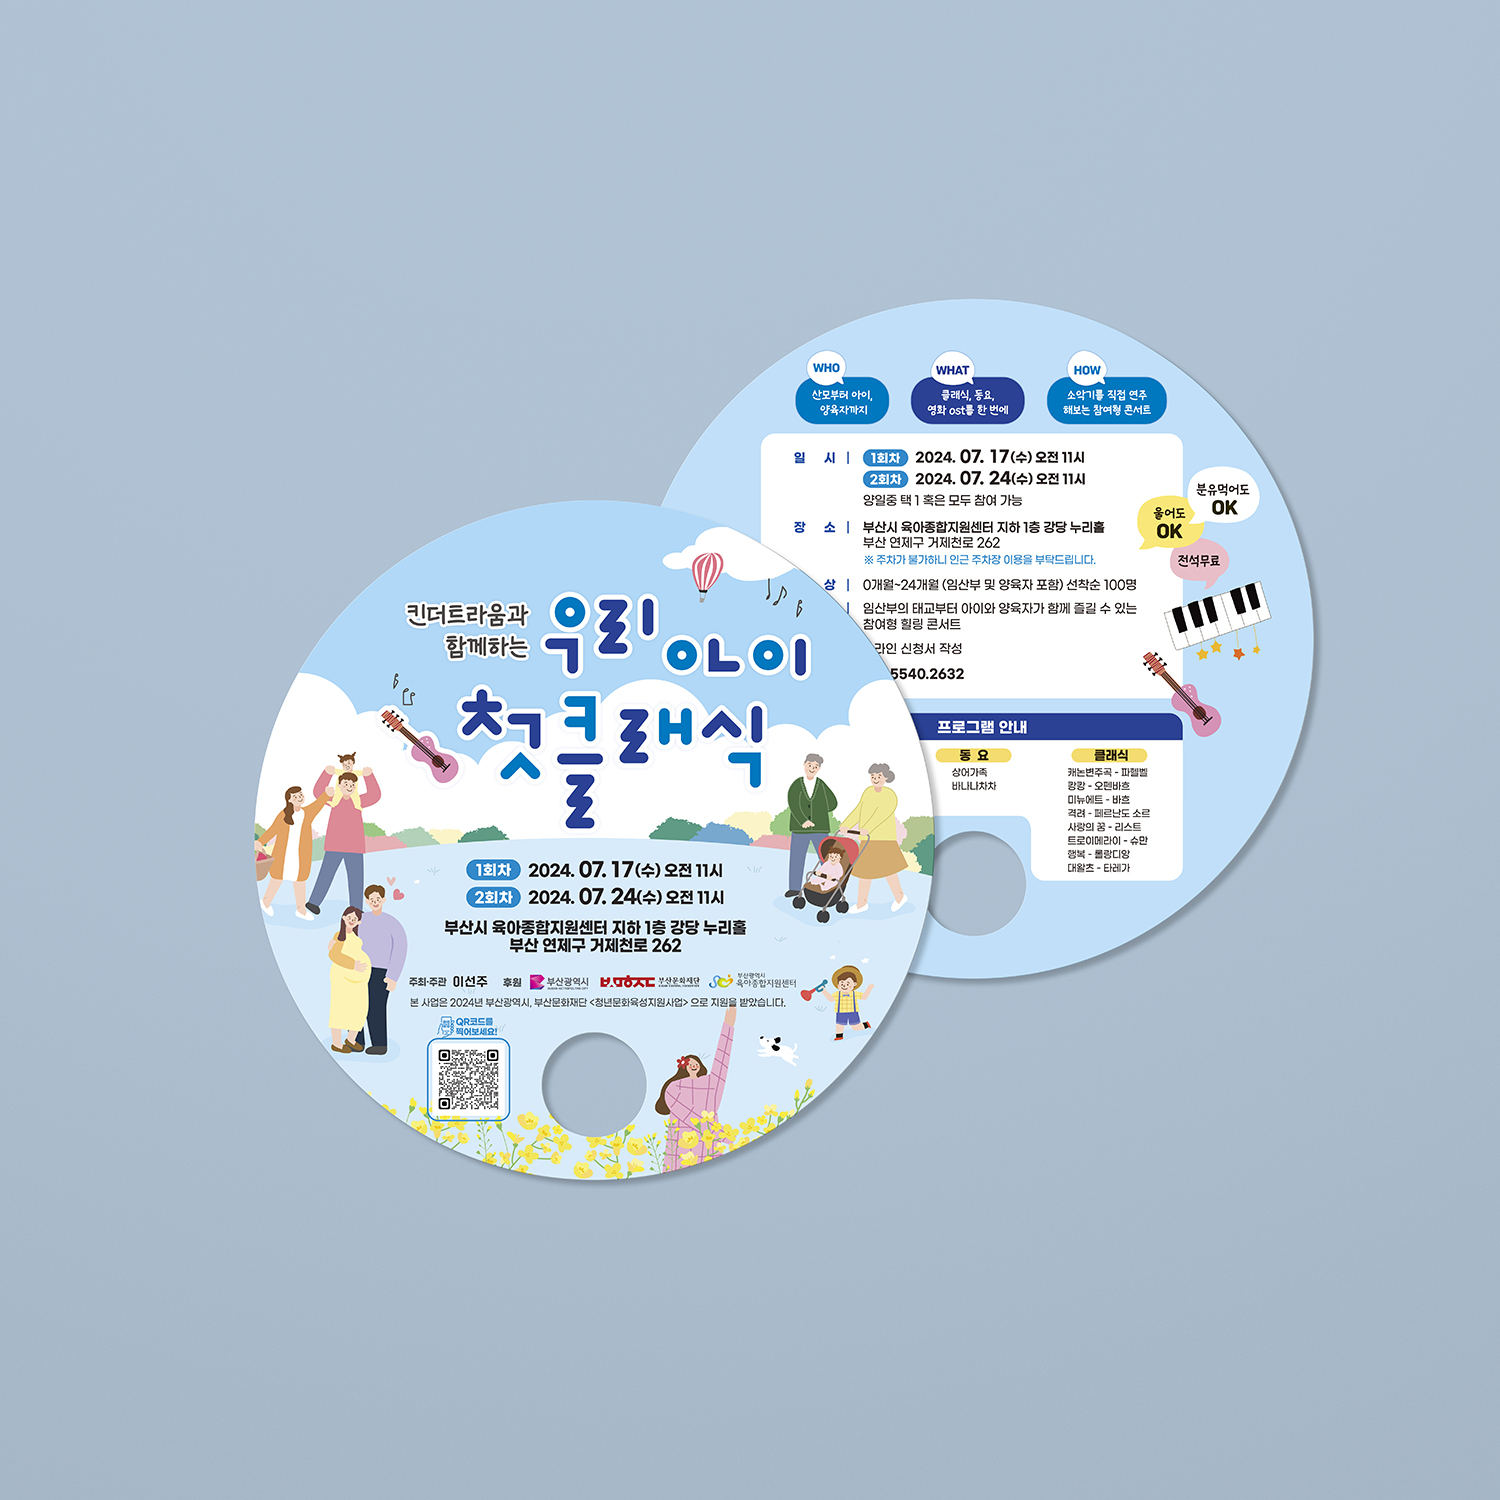 킨더트라움과
함께하는
우리 아이
첫 클래식
1회차 2024. 07. 17(수) 오전 11시
2회차 2024. 07. 24(수) 오전 11시
부산시 육아종합지원센터 지하 1층 강당 누리홀
부산 연제구 거제천로 262
주최·주관 이선주 후원 부산광역시 부산문화재단 부산광역시 육아종합지원센터
본 사업은 2024년 부산광역시, 부산문화재단 <청년문화육성지원사업> 으로 지원을 받았습니다.
QR코드를
찍어보세요!
WHO
산모부터 아이,
양육자까지
WHAT
클래식, 동요,
영화 ost를 한 번에
HOW
소악기를 직접 연주
해보는 참여형 콘서트
일 시 | 1회차 2024. 07. 17(수) 오전 11시
2회차 2024. 07. 24(수) 오전 11시
양일중 택 1 혹은 모두 참여 가능
장 소 | 부산시 육아종합지원센터 지하 1층 강당 누리홀
부산 연제구 거제천로 262
※ 주차가 불가하니 인근 주차장 이용을 부탁드립니다.
상 | 0개월~24개월 (임산부 및 양육자 포함) 선착순 100명
| 임산부의 태교부터 아이와 양육자가 함께 즐길 수 있는
참여형 힐링 콘서트
라인 신청서 작성
5540.2632
분유먹어도
OK
울어도
OK
전석무료
프로그램 안내
동 요
상어가족
바나나차차
클래식
캐논변주곡 - 파헬벨
캉캉 - 오펜바흐
미뉴에트 - 바흐
격려 - 페르난도 소르
사랑의 꿈 - 리스트
트로이메라이 - 슈만
행복 - 롤랑디앙
대왈츠 - 타레가